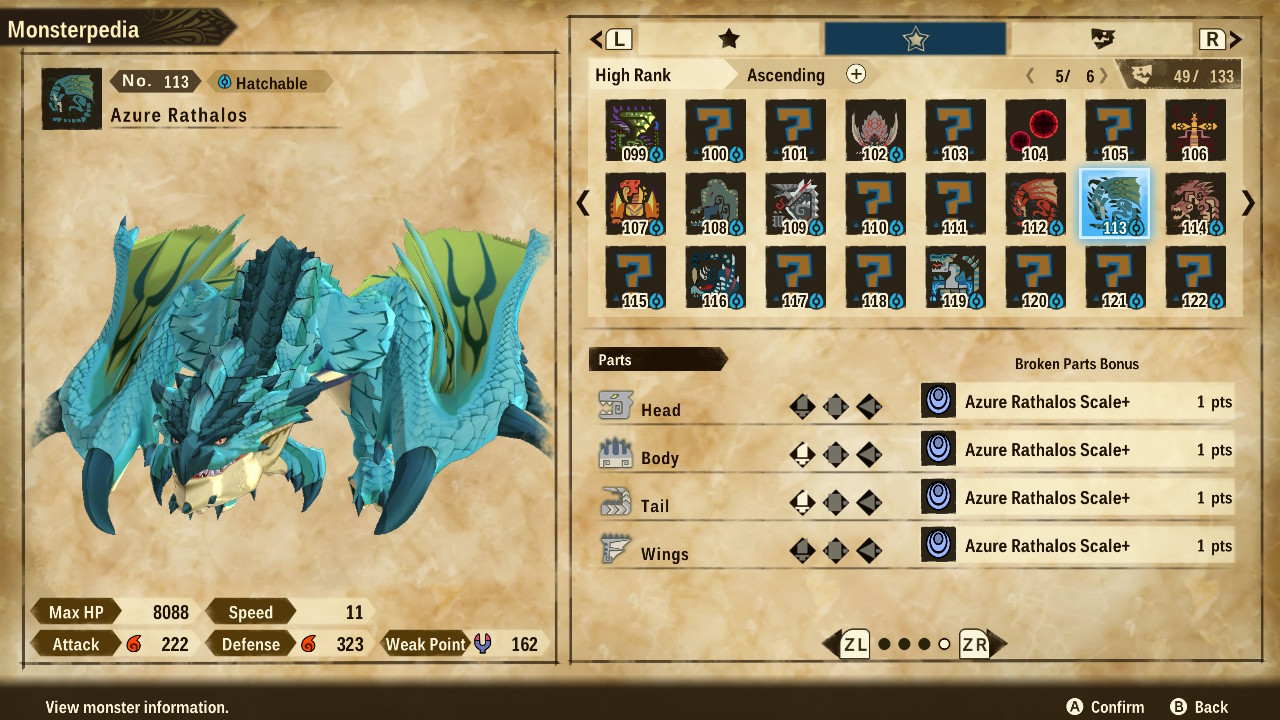 Monsterpedia
No. 113
Hatchable
Azure Rathalos
Max HP 8088
Speed 11
Attack 222
Defense 323
Weak Point 162
L
R
High Rank
Ascending
5/ 6
49/ 133
099 100 101 102 103 104 105 106
107 108 109 110 111 112 113 114
115 116 117 118 119 120 121 122
Parts
Broken Parts Bonus
Head Azure Rathalos Scale+ 1 pts
Body Azure Rathalos Scale+ 1 pts
Tail Azure Rathalos Scale+ 1 pts
Wings Azure Rathalos Scale+ 1 pts
ZL ZR
View monster information.
A Confirm B Back